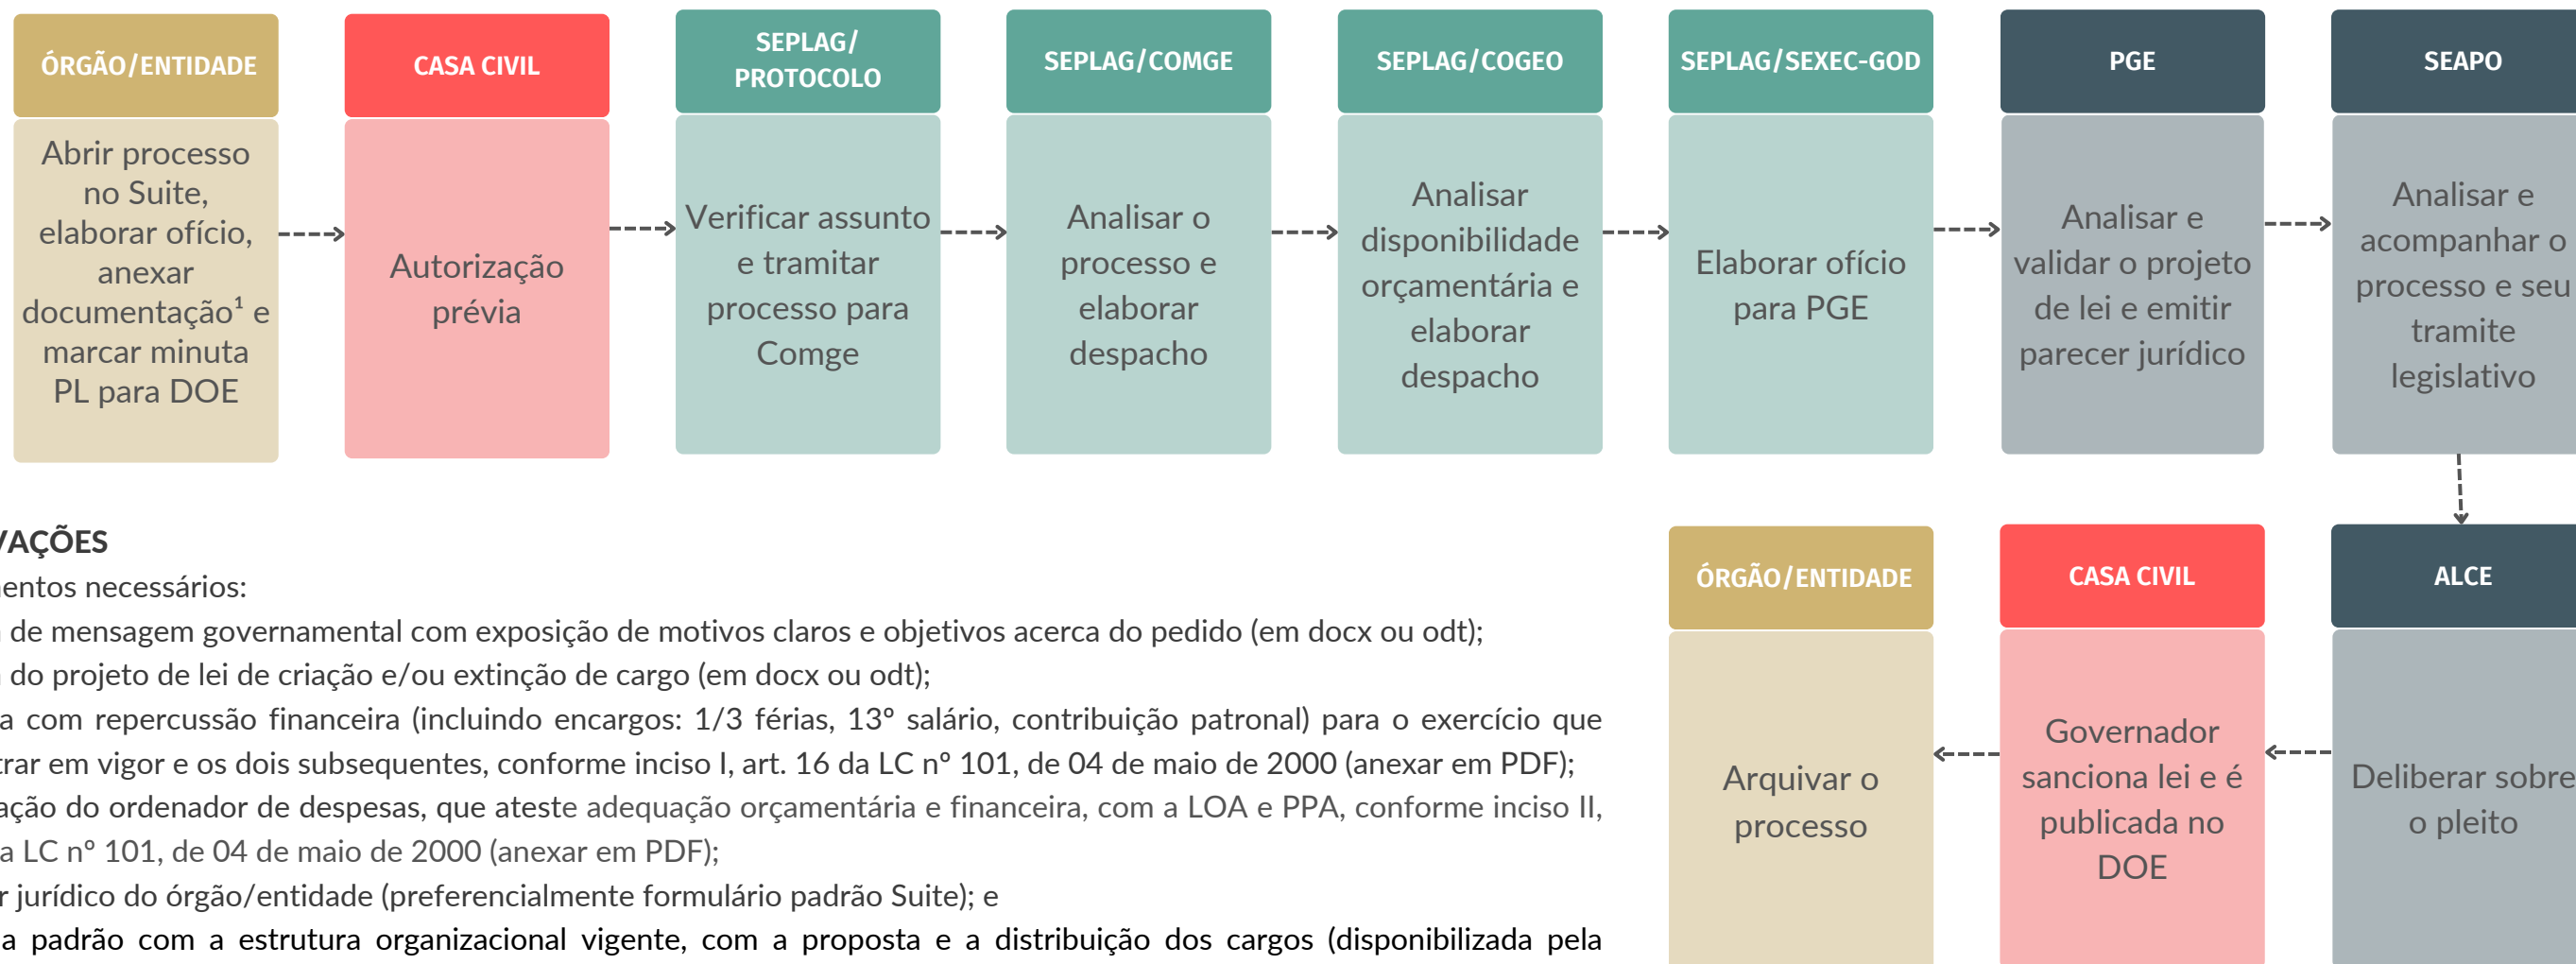 ÓRGÃO/ENTIDADE
Abrir processo
no Suite,
elaborar ofício,
anexar
documentação¹ e
marcar minuta
PL para DOE
CASA CIVIL
Autorização
prévia
SEPLAG/
PROTOCOLO
Verificar assunto
e tramitar
processo para
Comge
SEPLAG/COMGE
Analisar o
processo e
elaborar
despacho
SEPLAG/COGEO
Analisar
disponibilidade
orçamentária e
elaborar
despacho
SEPLAG/SEXEC-GOD
Elaborar ofício
para PGE
PGE
Analisar e
validar o projeto
de lei e emitir
parecer jurídico
SEAPO
Analisar e
acompanhar o
processo e seu
tramite
legislativo
ALCE
Deliberar sobre
o pleito
CASA CIVIL
Governador
sanciona lei e é
publicada no
DOE
ÓRGÃO/ENTIDADE
Arquivar o
processo
VAÇÕES
entos necessários:
de mensagem governamental com exposição de motivos claros e objetivos acerca do pedido (em docx ou odt);
do projeto de lei de criação e/ou extinção de cargo (em docx ou odt);
a com repercussão financeira (incluindo encargos: 1/3 férias, 13º salário, contribuição patronal) para o exercício que
trar em vigor e os dois subsequentes, conforme inciso I, art. 16 da LC nº 101, de 04 de maio de 2000 (anexar em PDF);
ação do ordenador de despesas, que ateste adequação orçamentária e financeira, com a LOA e PPA, conforme inciso II,
a LC nº 101, de 04 de maio de 2000 (anexar em PDF);
r jurídico do órgão/entidade (preferencialmente formulário padrão Suite); e
a padrão com a estrutura organizacional vigente, com a proposta e a distribuição dos cargos (disponibilizada pela